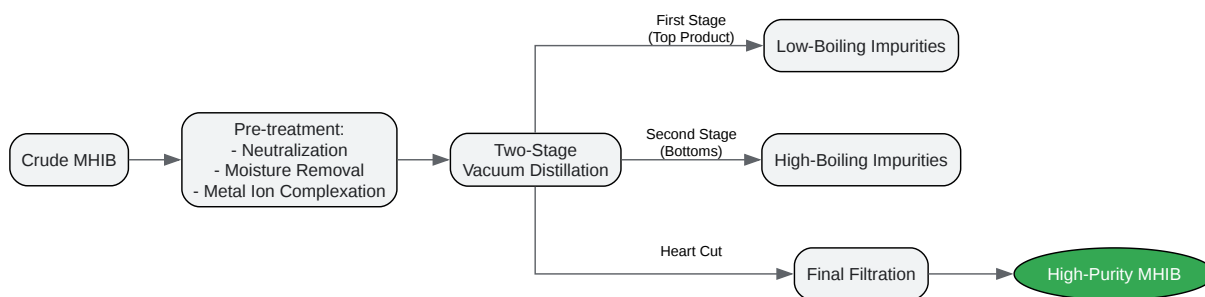 Crude MHIB
Pre-treatment:
- Neutralization
- Moisture Removal
- Metal Ion Complexation
Two-Stage
Vacuum Distillation
First Stage
(Top Product)
Low-Boiling Impurities
Second Stage
(Bottoms)
High-Boiling Impurities
Heart Cut
Final Filtration
High-Purity MHIB